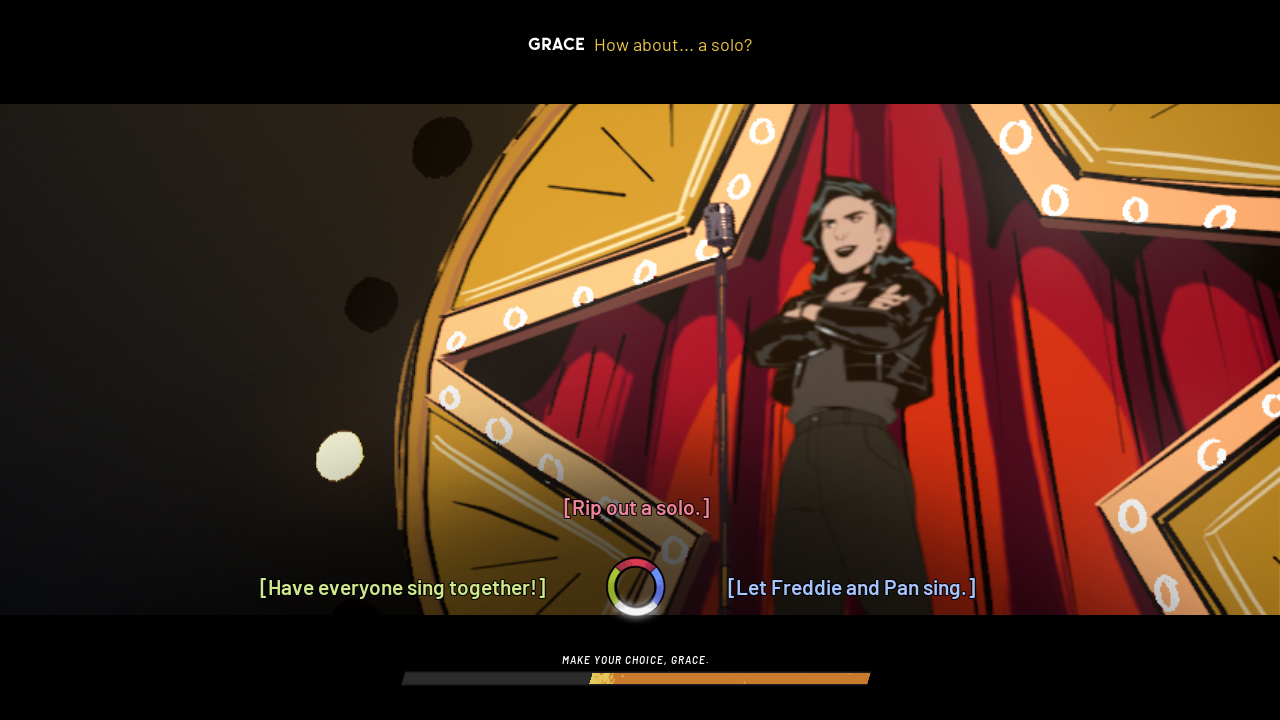 GRACE How about... a solo?
[Rip out a solo.]
[Have everyone sing together!]
[Let Freddie and Pan sing.]
MAKE YOUR CHOICE, GRACE.